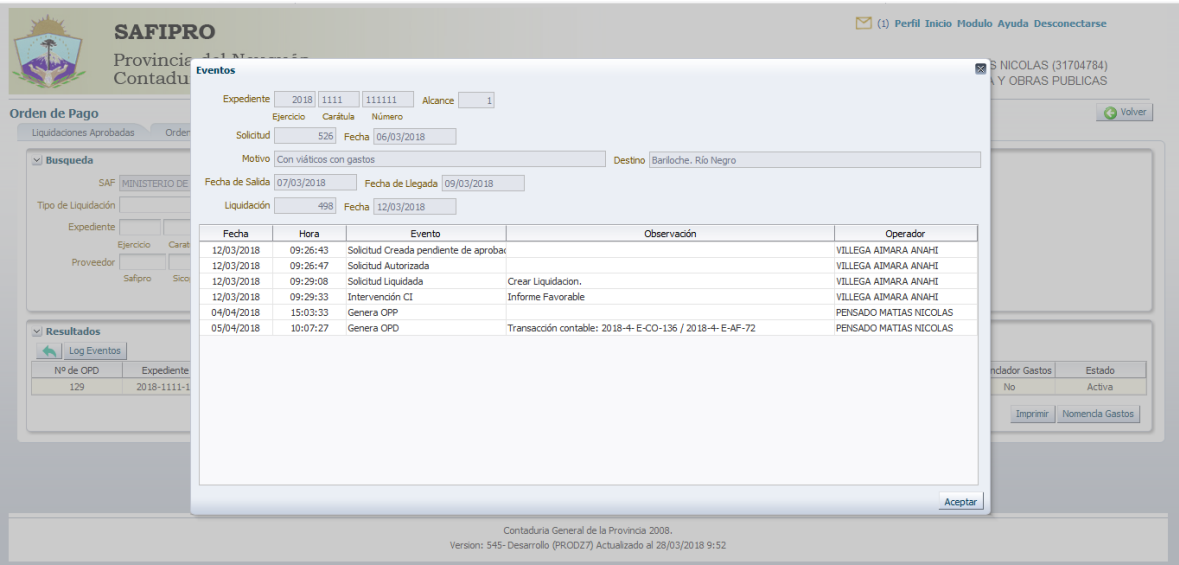 SAFIPRO
(1) Perfil Inicio Modulo Ayuda Desconectarse
Provincia del Neuquén
Contadu
S NICOLAS (31704784)
A Y OBRAS PUBLICAS
Orden de Pago
Volver
Liquidaciones Aprobadas Orden
Busqueda
SAF MINISTERIO DE
Tipo de Liquidación
Expediente
Ejercicio Carat
Proveedor
Safipro Sico
Resultados
Log Eventos
Nº de OPD Expediente
129 2018-1111-1
nclador Gastos Estado
No Activa
Imprimir Nomencla Gastos
Eventos
Expediente 2018 1111 111111 Alcance 1
Ejercicio Carátula Número
Solicitud 526 Fecha 06/03/2018
Motivo Con viáticos con gastos Destino Bariloche. Río Negro
Fecha de Salida 07/03/2018 Fecha de Llegada 09/03/2018
Liquidación 498 Fecha 12/03/2018
Fecha Hora Evento Observación Operador
12/03/2018 09:26:43 Solicitud Creada pendiente de aprobac VILLEGA AIMARA ANAHI
12/03/2018 09:26:47 Solicitud Autorizada VILLEGA AIMARA ANAHI
12/03/2018 09:29:08 Solicitud Liquidada Crear Liquidacion. VILLEGA AIMARA ANAHI
12/03/2018 09:29:33 Intervención CI Informe Favorable VILLEGA AIMARA ANAHI
04/04/2018 15:03:33 Genera OPP PENSADO MATIAS NICOLAS
05/04/2018 10:07:27 Genera OPD Transacción contable: 2018-4- E-CO-136 / 2018-4- E-AF-72 PENSADO MATIAS NICOLAS
Aceptar
Contaduria General de la Provincia 2008.
Version: 545- Desarrollo (PRODZ7) Actualizado al 28/03/2018 9:52